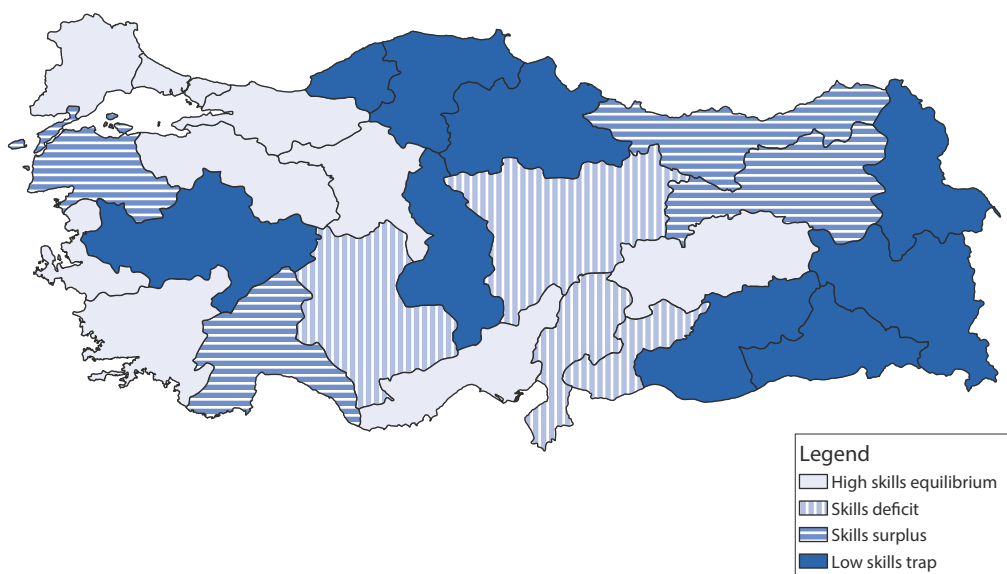 Legend
High skills equilibrium
Skills deficit
Skills surplus
Low skills trap